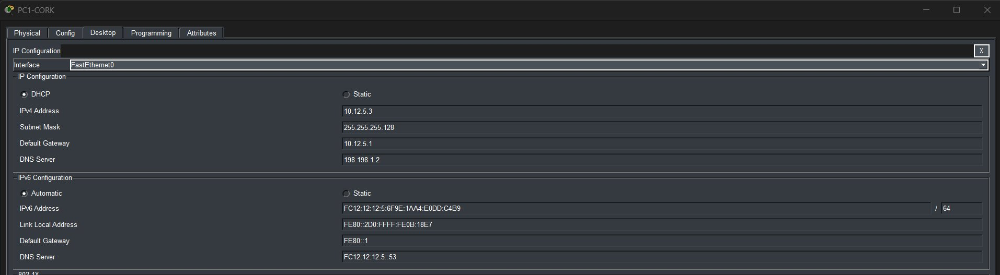 PC1-CORK
Physical Config Desktop Programming Attributes
IP Configuration X
Interface FastEthernet0
IP Configuration
DHCP Static
IPv4 Address 10.12.5.3
Subnet Mask 255.255.255.128
Default Gateway 10.12.5.1
DNS Server 198.198.1.2
IPv6 Configuration
Automatic Static
IPv6 Address FC12:12:12:5:6F9E:1AA4:E0DD:C4B9 / 64
Link Local Address FE80::2D0:FFFF:FE0B:18E7
Default Gateway FE80::1
DNS Server FC12:12:12:5::53
802.1X